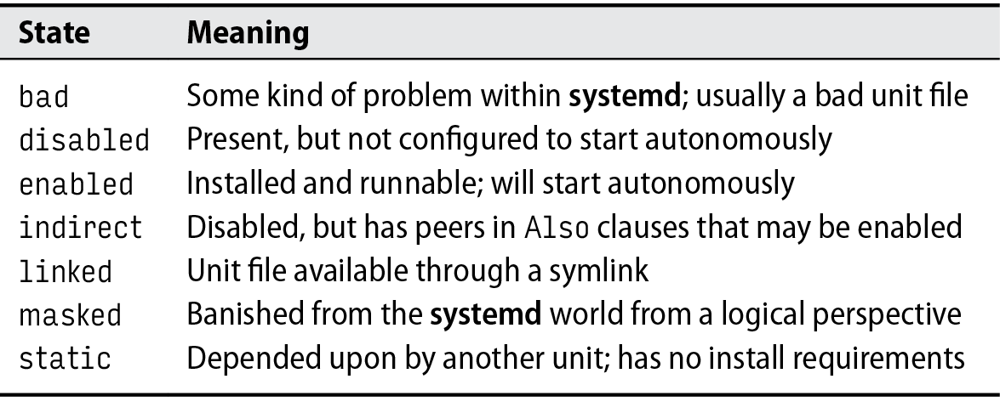 State Meaning
bad Some kind of problem within systemd; usually a bad unit file
disabled Present, but not configured to start autonomously
enabled Installed and runnable; will start autonomously
indirect Disabled, but has peers in Also clauses that may be enabled
linked Unit file available through a symlink
masked Banished from the systemd world from a logical perspective
static Depended upon by another unit; has no install requirements